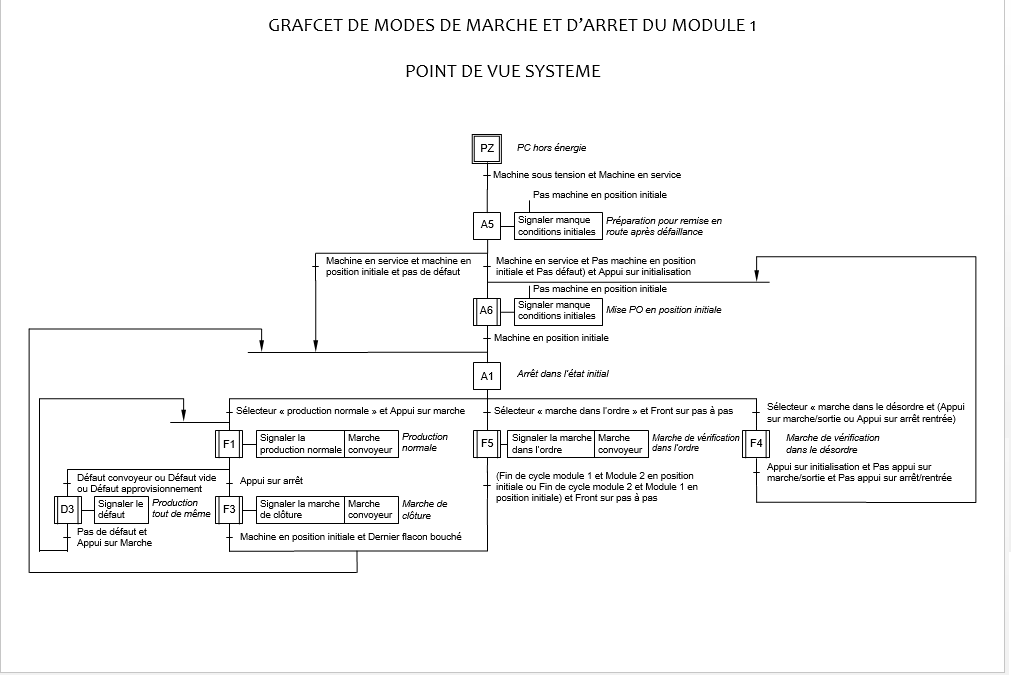 GRAFCET DE MODES DE MARCHE ET D'ARRET DU MODULE 1
POINT DE VUE SYSTEME
PZ
PC hors énergie
Machine sous tension et Machine en service
Pas machine en position initiale
A5
Signaler manque
conditions initiales
Préparation pour remise en
route après défaillance
Machine en service et machine en
position initiale et pas de défaut
Machine en service et Pas machine en position
initiale et Pas défaut) et Appui sur initialisation
Pas machine en position initiale
A6
Signaler manque
conditions initiales
Mise PO en position initiale
Machine en position initiale
A1
Arrêt dans l'état initial
Sélecteur « production normale » et Appui sur marche
Sélecteur « marche dans l'ordre » et Front sur pas à pas
Sélecteur « marche dans le désordre et (Appui
sur marche/sortie ou Appui sur arrêt rentrée)
F1
Signaler la
production normale
Marche
convoyeur
Production
normale
F5
Signaler la marche
dans l'ordre
Marche
convoyeur
Marche de vérification
dans l'ordre
F4
Marche de vérification
dans le désordre
Défaut convoyeur ou Défaut vide
ou Défaut approvisionnement
Appui sur arrêt
(Fin de cycle module 1 et Module 2 en position
initiale ou Fin de cycle module 2 et Module 1 en
position initiale) et Front sur pas à pas
Appui sur initialisation et Pas appui sur
marche/sortie et Pas appui sur arrêt/rentrée
D3
Signaler le
défaut
Production
tout de même
F3
Signaler la marche
de clôture
Marche
convoyeur
Marche de
clôture
Pas de défaut et
Appui sur Marche
Machine en position initiale et Dernier flacon bouché